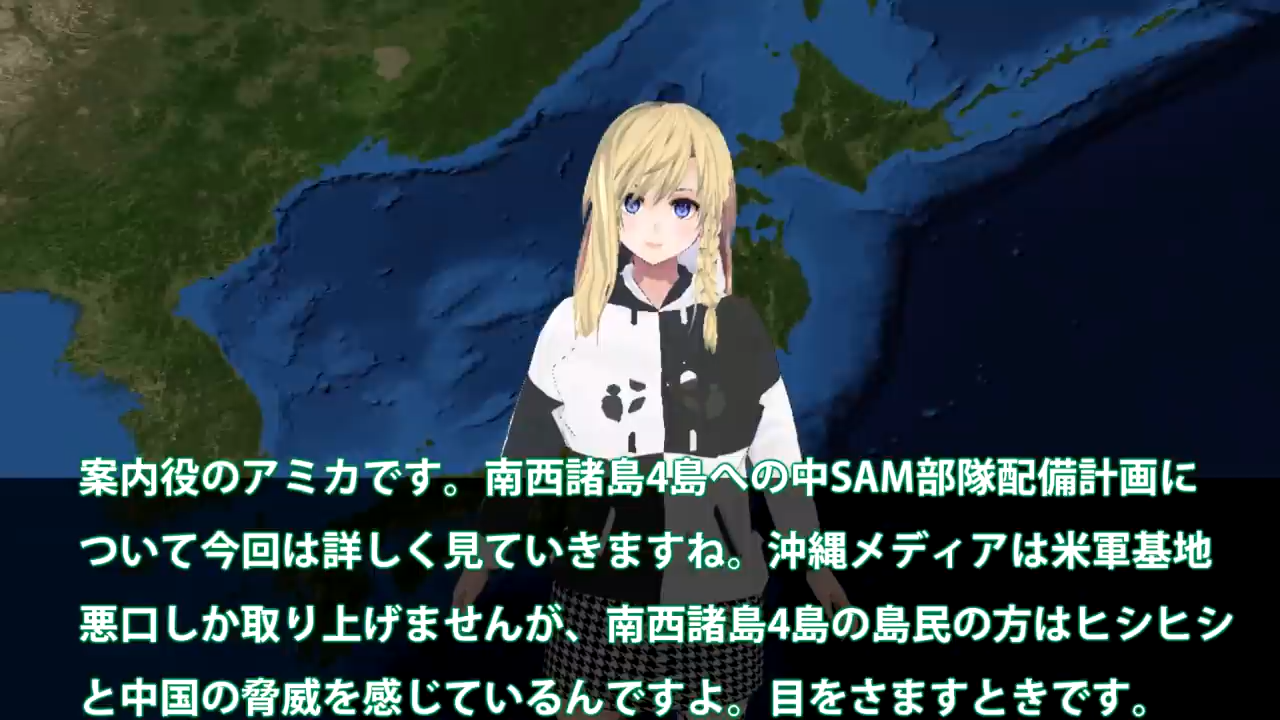 案内役のアミカです。南西諸島4島への中SAM部隊配備計画に
ついて今回は詳しく見ていきますね。沖縄メディアは米軍基地
悪口しか取り上げませんが、南西諸島4島の島民の方はヒシヒシ
と中国の脅威を感じているんですよ。目をさますときです。